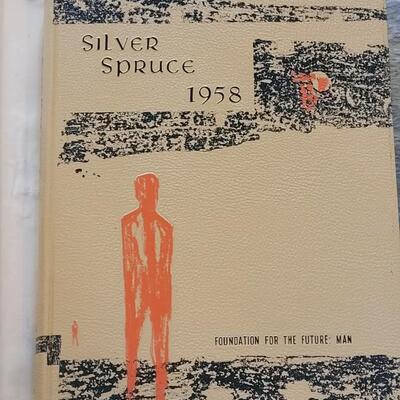 SILVER
SPRUCE
1958
FOUNDATION FOR THE FUTURE: MAN